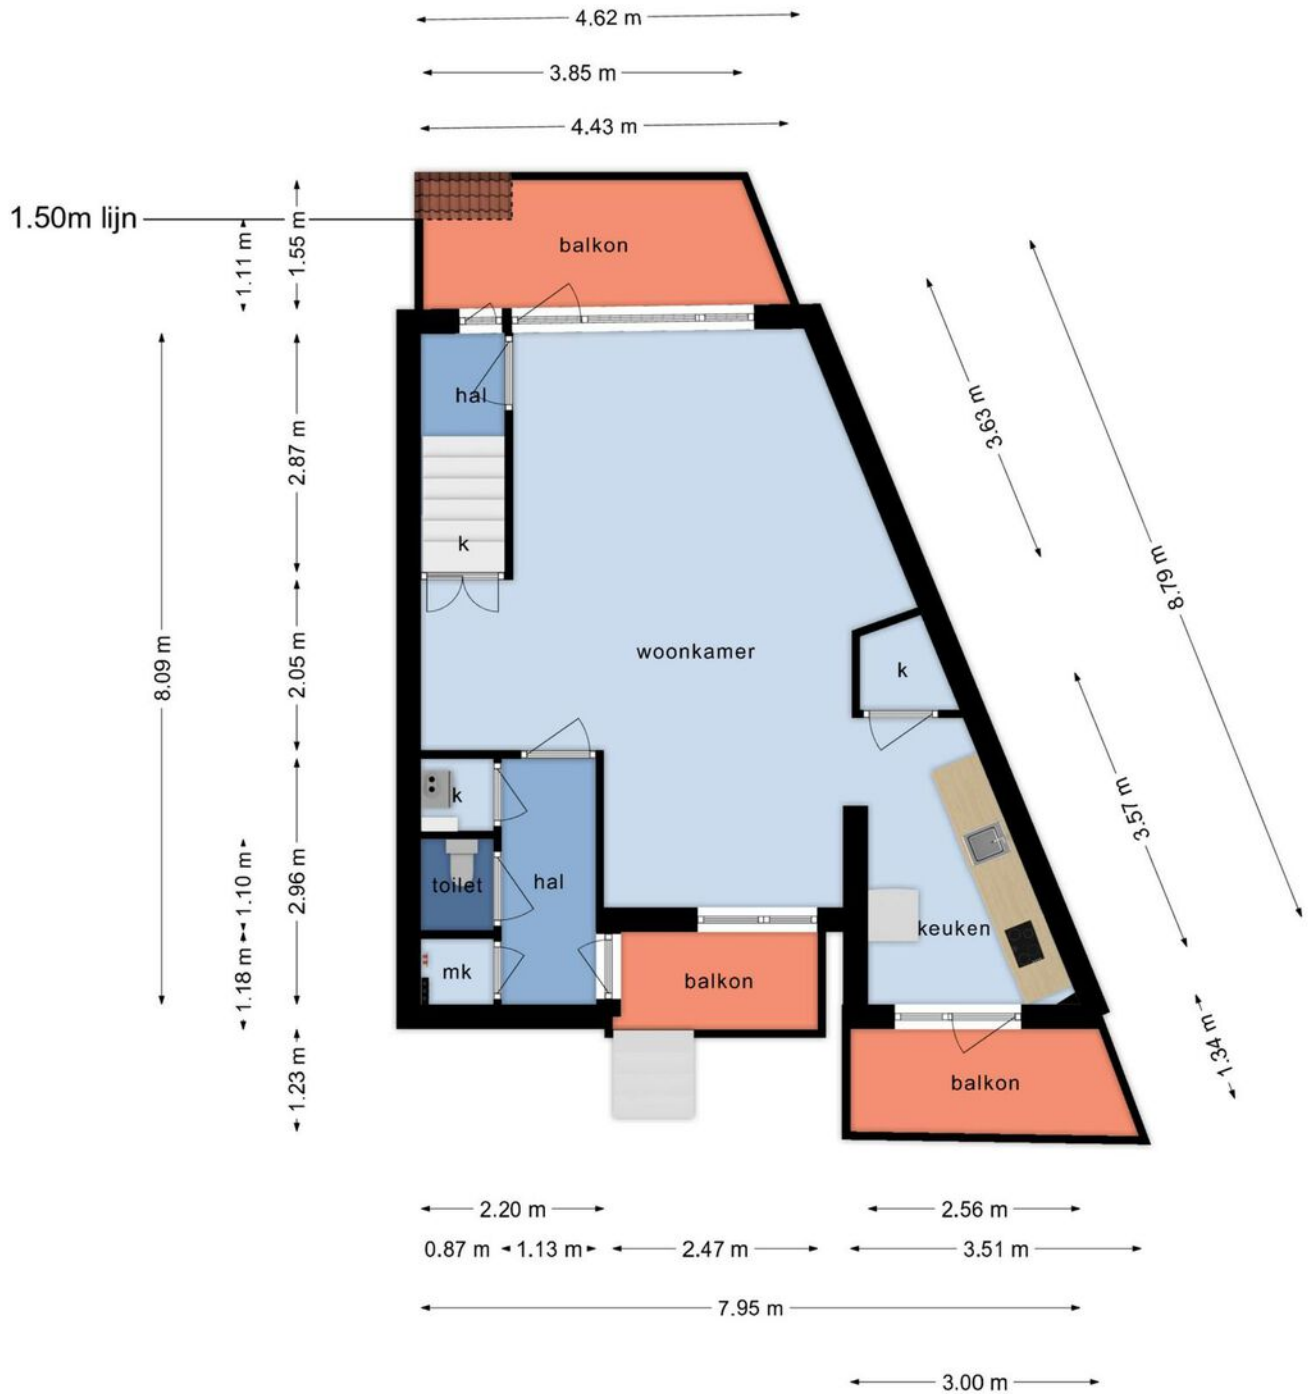 4.62 m
3.85 m
4.43 m
1.50m lijn
1.11 m
1.55 m
balkon
hal
2.87 m
3.63 m
k
8.79 m
8.09 m
2.05 m
woonkamer
k
k
3.57 m
2.96 m
1.10 m
toilet
hal
keuken
1.18 m
mk
balkon
1.34 m
1.23 m
balkon
2.20 m
2.56 m
0.87 m
1.13 m
2.47 m
3.51 m
7.95 m
3.00 m